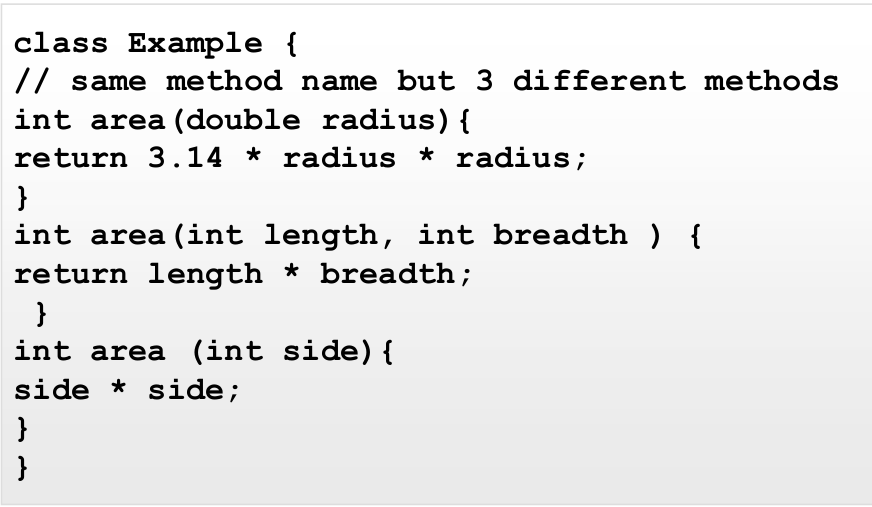 class Example {
// same method name but 3 different methods
int area(double radius){
return 3.14 * radius * radius;
}
int area(int length, int breadth ) {
return length * breadth;
}
int area (int side){
side * side;
}
}